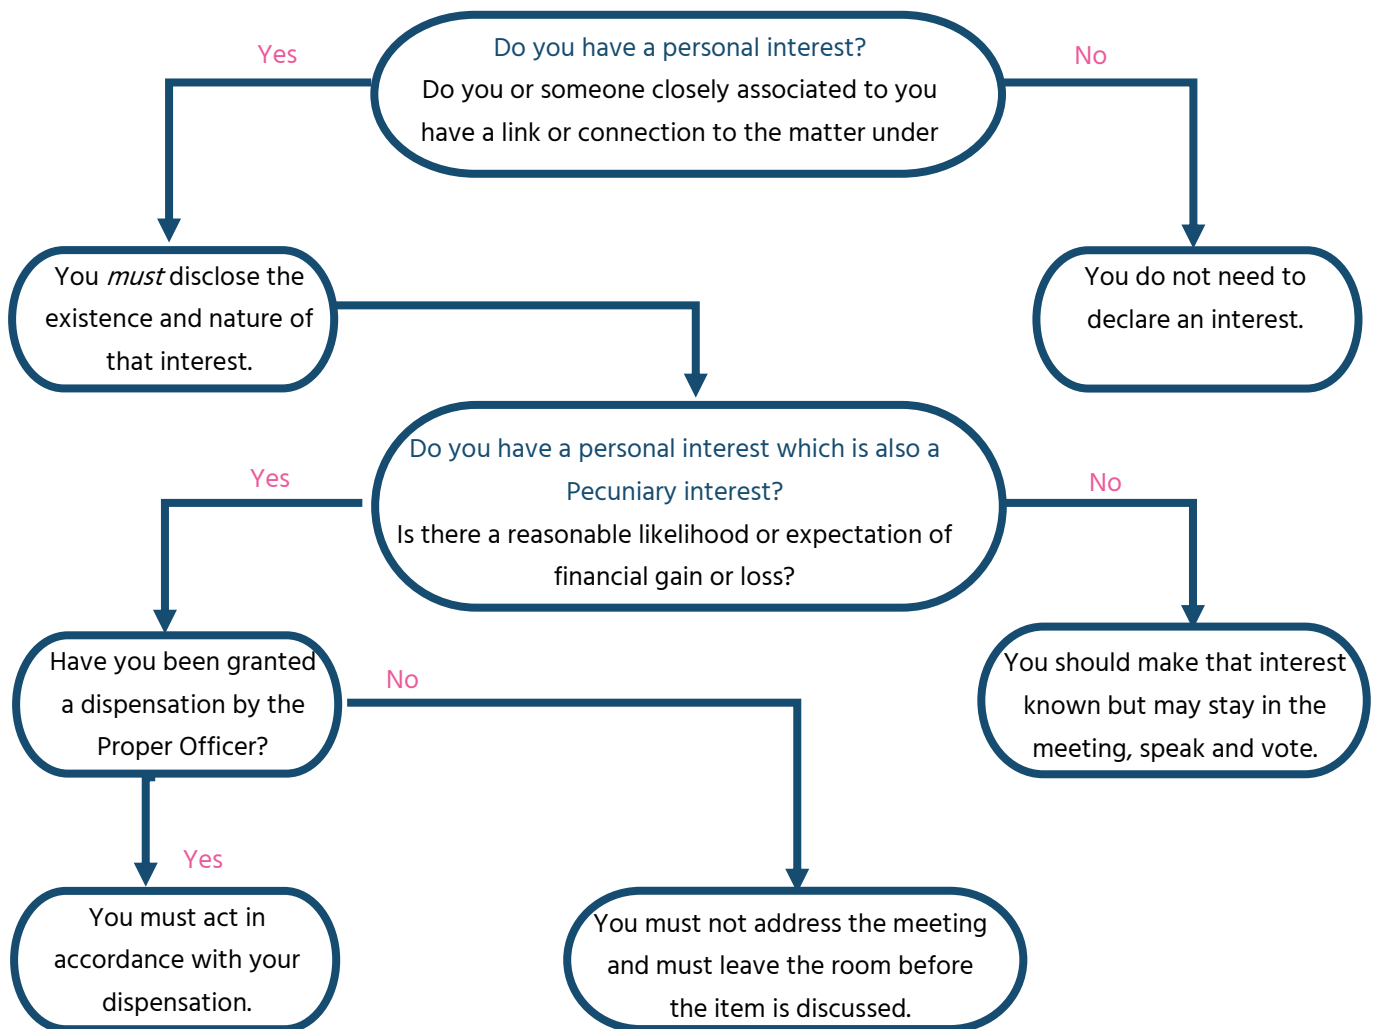 Do you have a personal interest?
Do you or someone closely associated to you
have a link or connection to the matter under
Yes
No
You must disclose the
existence and nature of
that interest.
You do not need to
declare an interest.
Do you have a personal interest which is also a
Pecuniary interest?
Is there a reasonable likelihood or expectation of
financial gain or loss?
Yes
No
Have you been granted
a dispensation by the
Proper Officer?
No
You should make that interest
known but may stay in the
meeting, speak and vote.
Yes
You must act in
accordance with your
dispensation.
You must not address the meeting
and must leave the room before
the item is discussed.